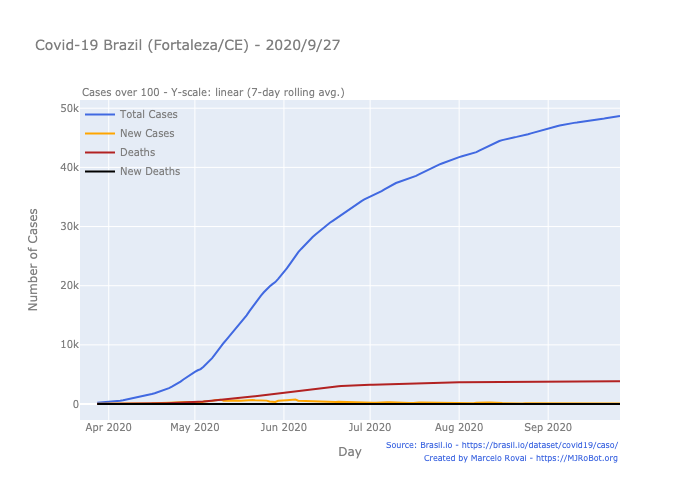 Covid-19 Brazil (Fortaleza/CE) - 2020/9/27
Cases over 100 - Y-scale: linear (7-day rolling avg.)
50k
40k
30k
20k
10k
0
Total Cases
New Cases
Deaths
New Deaths
Number of Cases
Apr 2020
May 2020
Jun 2020
Jul 2020
Aug 2020
Sep 2020
Day
Source: Brasil.io - https://brasil.io/dataset/covid19/caso/
Created by Marcelo Rovai - https://MJRoBot.org